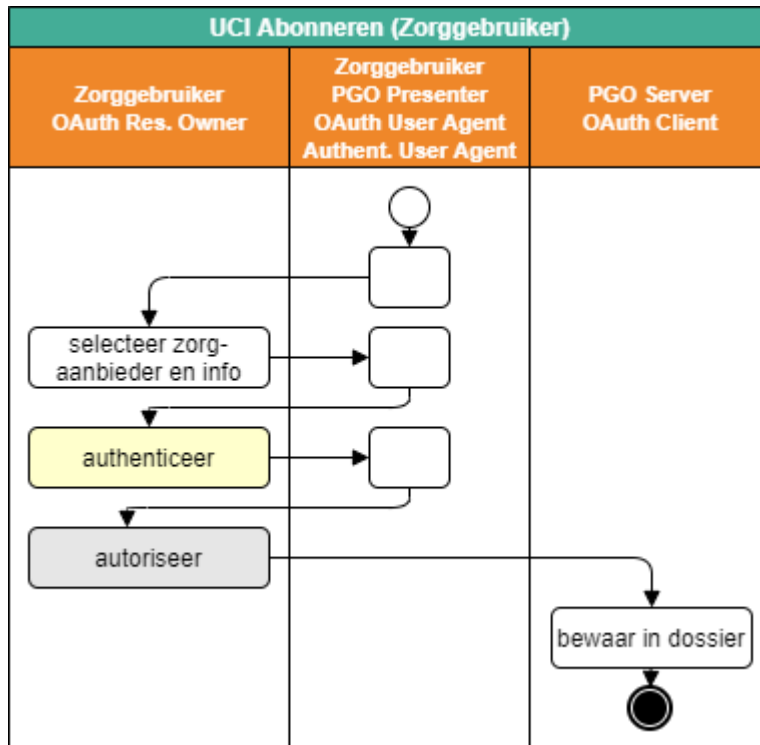 UCI Abonneren (Zorggebruiker)
Zorggebruiker
OAuth Res. Owner
Zorggebruiker
PGO Presenter
OAuth User Agent
Authent. User Agent
PGO Server
OAuth Client
selecteer zorg-
aanbieder en info
authenticeer
autoriseer
bewaar in dossier